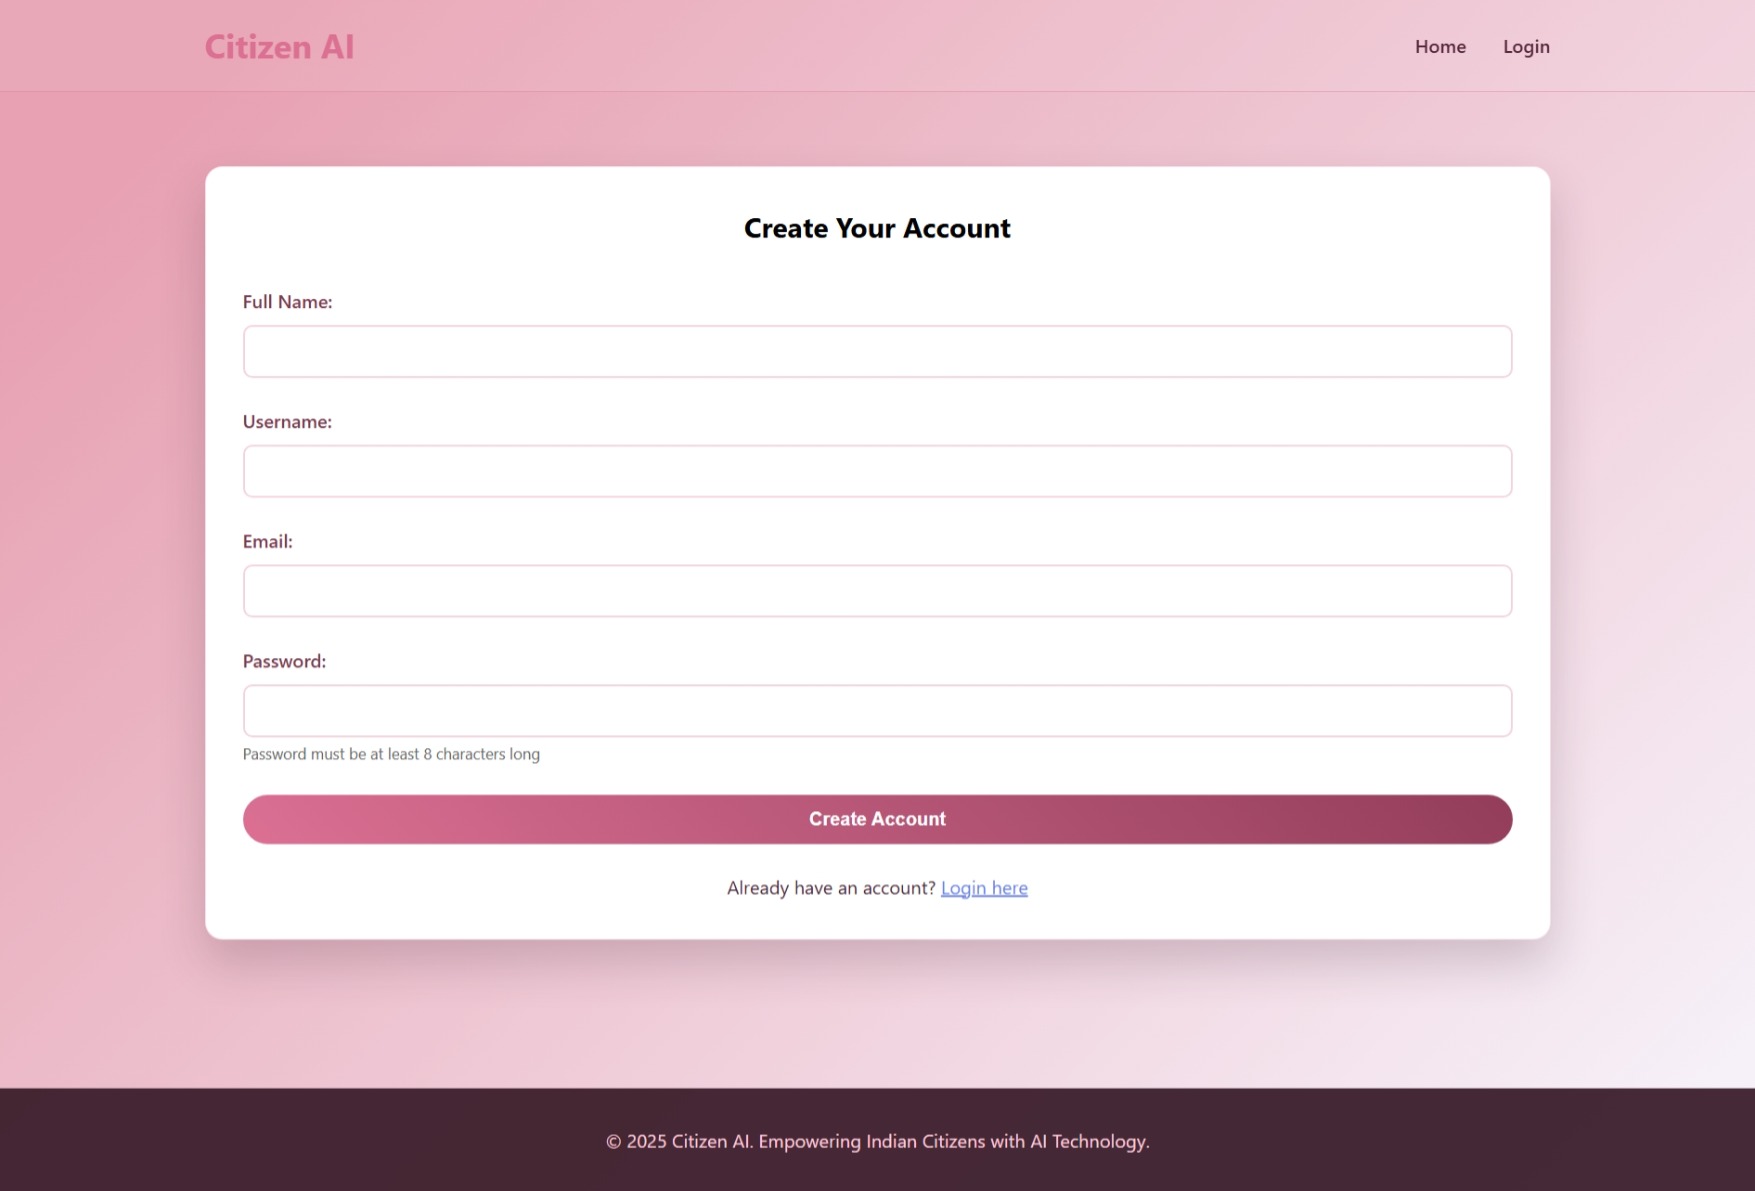 Citizen AI
Home
Login
Create Your Account
Full Name:
Username:
Email:
Password:
Password must be at least 8 characters long
Create Account
Already have an account? Login here
© 2025 Citizen AI. Empowering Indian Citizens with AI Technology.